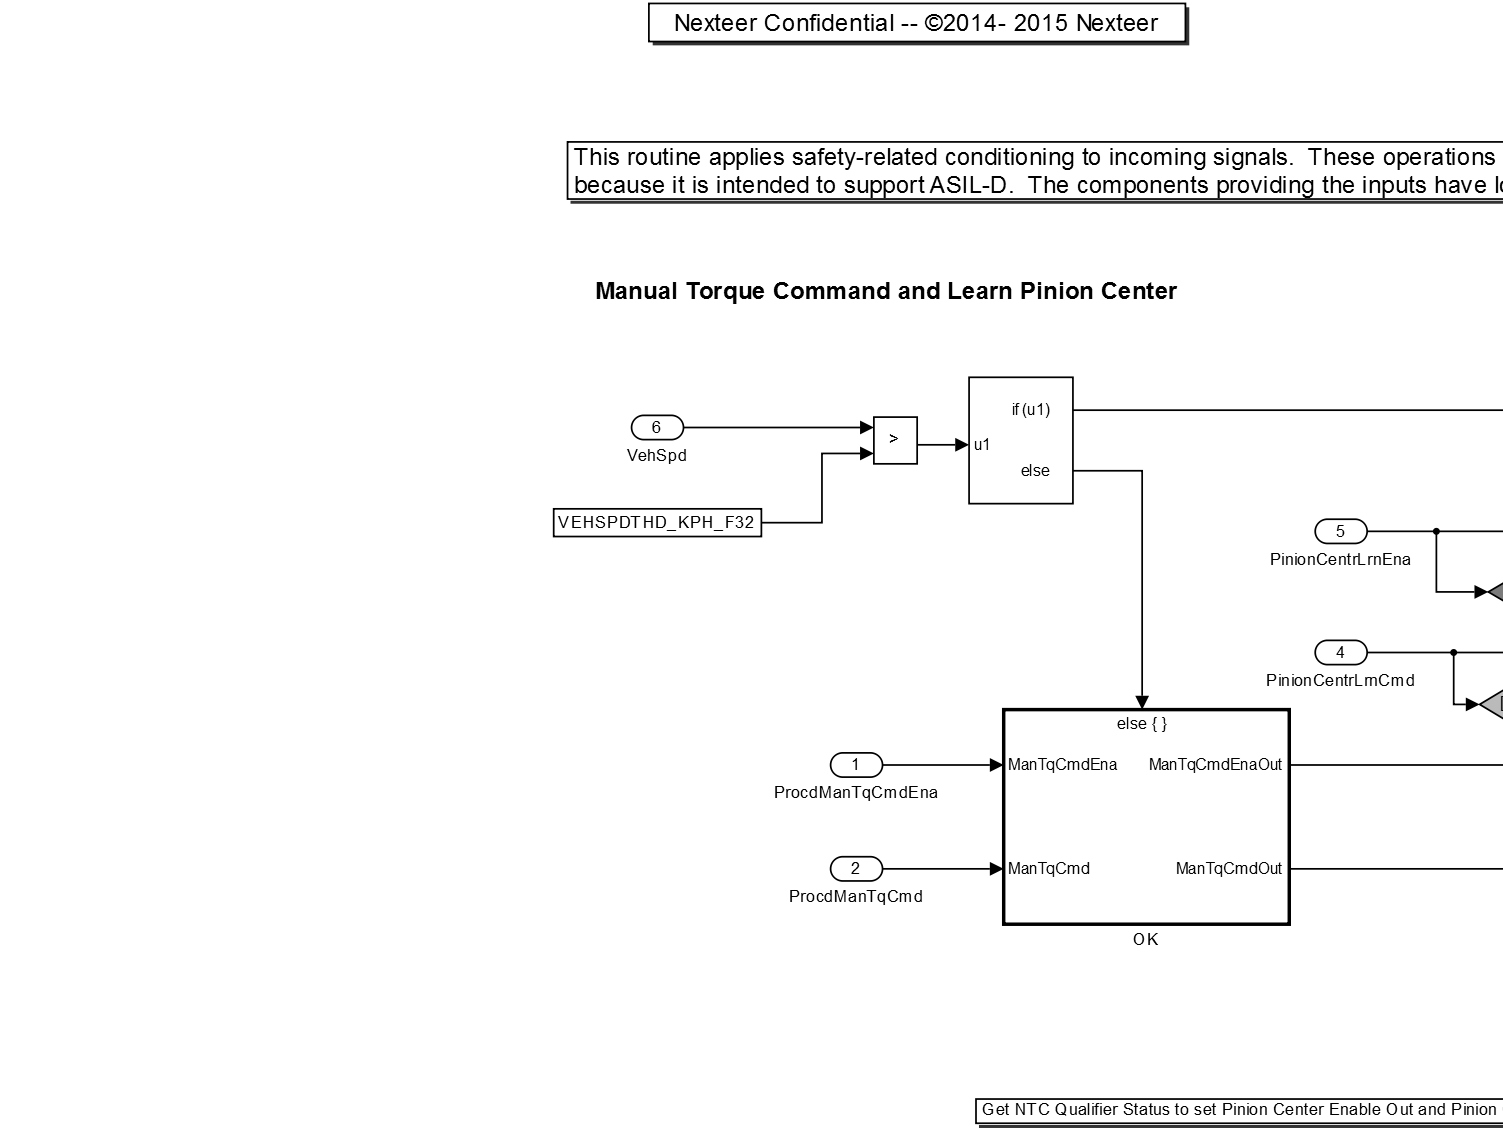 Nexteer Confidential -- ©2014- 2015 Nexteer
This routine applies safety-related conditioning to incoming signals.  These operations
because it is intended to support ASIL-D.  The components providing the inputs have
Manual Torque Command and Learn Pinion Center
if(u1)
6
>
u1
VehSpd
else
VEHSPDTHD_KPH_F32
5
PinionCentrLrnEna
4
PinionCentrLrnCmd
else { }
1
ManTqCmdEna
ManTqCmdEnaOut
ProcdManTqCmdEna
2
ManTqCmd
ManTqCmdOut
ProcdManTqCmd
OK
Get NTC Qualifier Status to set Pinion Center Enable Out and Pinion